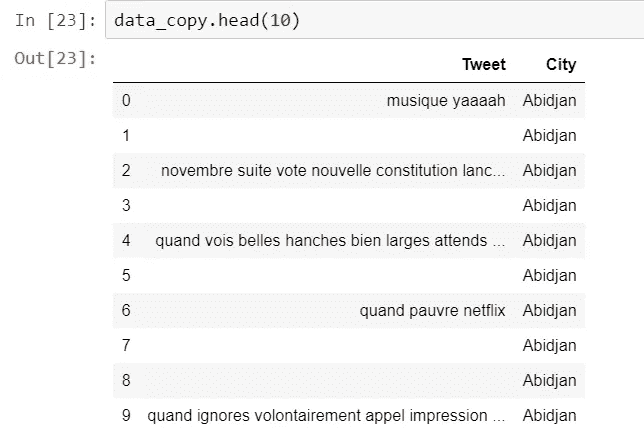 In [23]: data_copy.head(10)
Out[23]:
Tweet City
0 musique yaaaah Abidjan
1 Abidjan
2 novembre suite vote nouvelle constitution lanc... Abidjan
3 Abidjan
4 quand vois belles hanches bien larges attends ... Abidjan
5 Abidjan
6 quand pauvre netflix Abidjan
7 Abidjan
8 Abidjan
9 quand ignores volontairement appel impression ... Abidjan